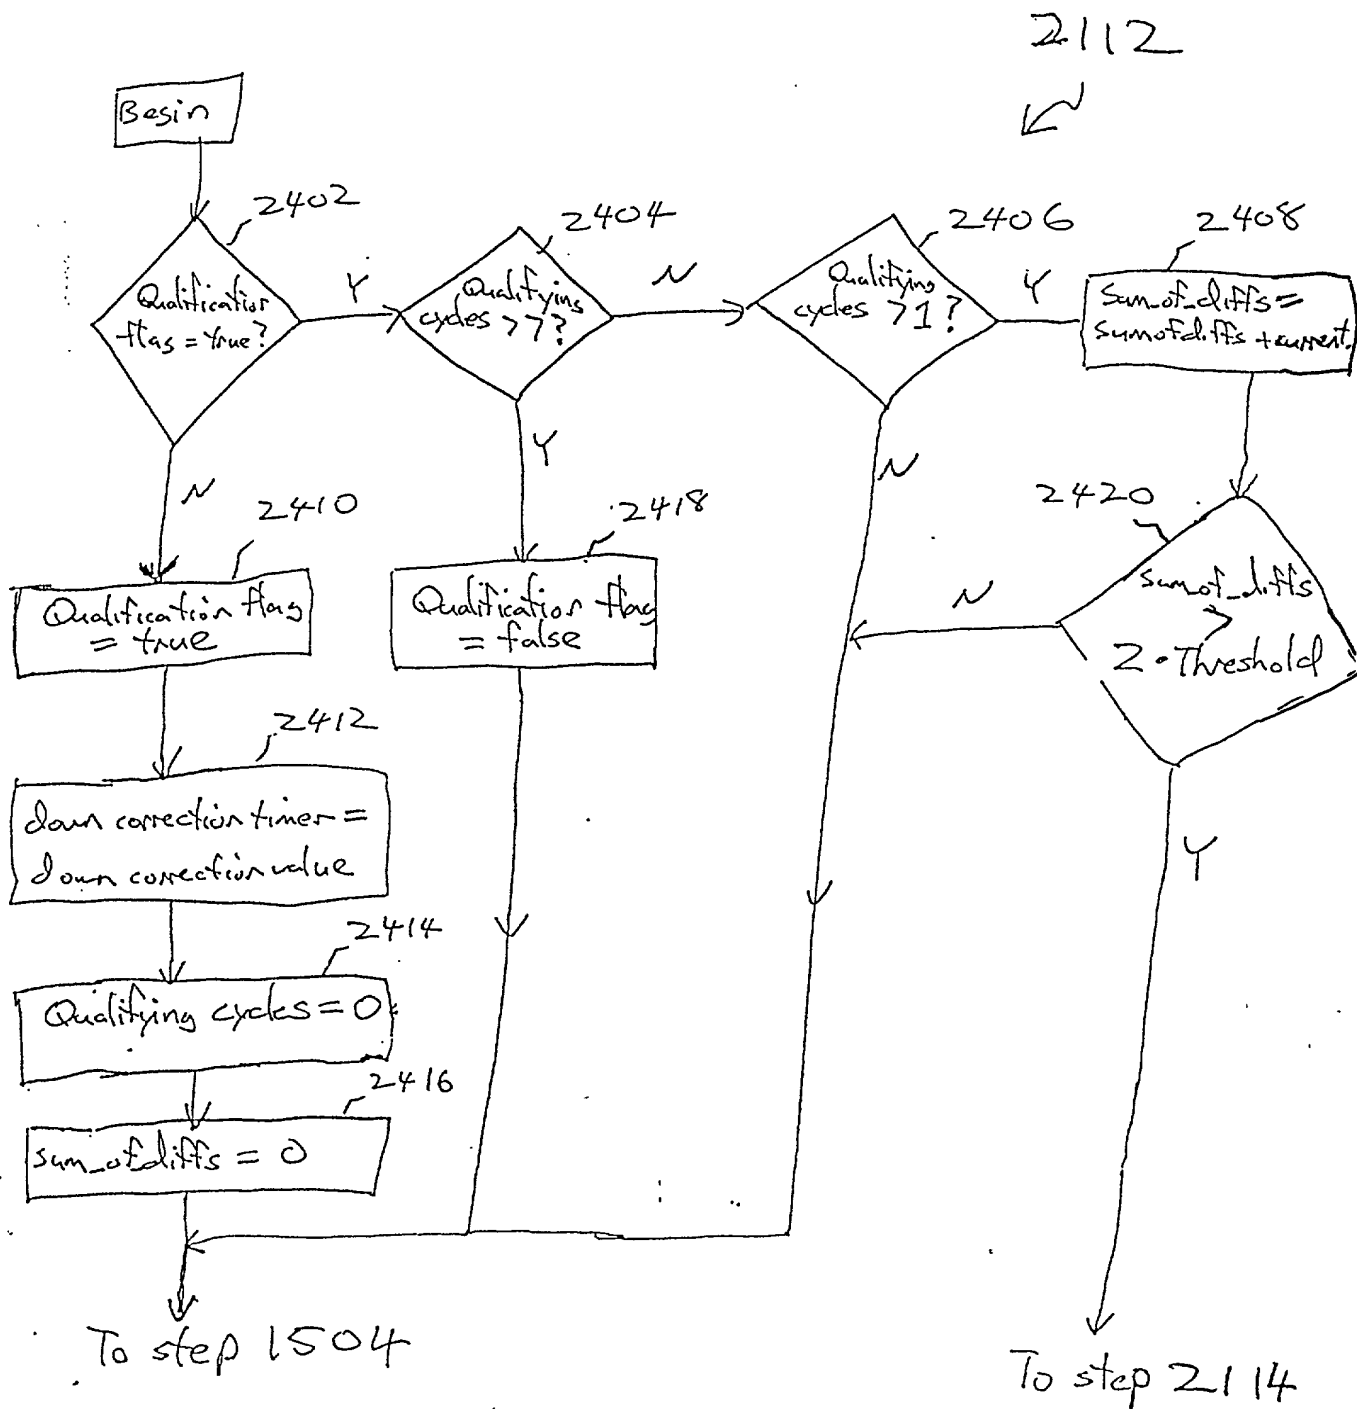 2112
Begin
2402
Qualification
flag = true?
Y
N
2404
Qualifying
cycles > 7?
N
Y
2406
Qualifying
cycles > 1?
Y
N
2408
Sum_of_diffs =
sumofdiffs + current.
2410
Qualification flag
= true
2418
Qualification flag
= false
2420
sumof_diffs
>
2 · Threshold
N
Y
2412
down correction timer =
down correction value
2414
Qualifying cycles = 0
2416
sum_ofdiffs = 0
To step 1504
To step 2114